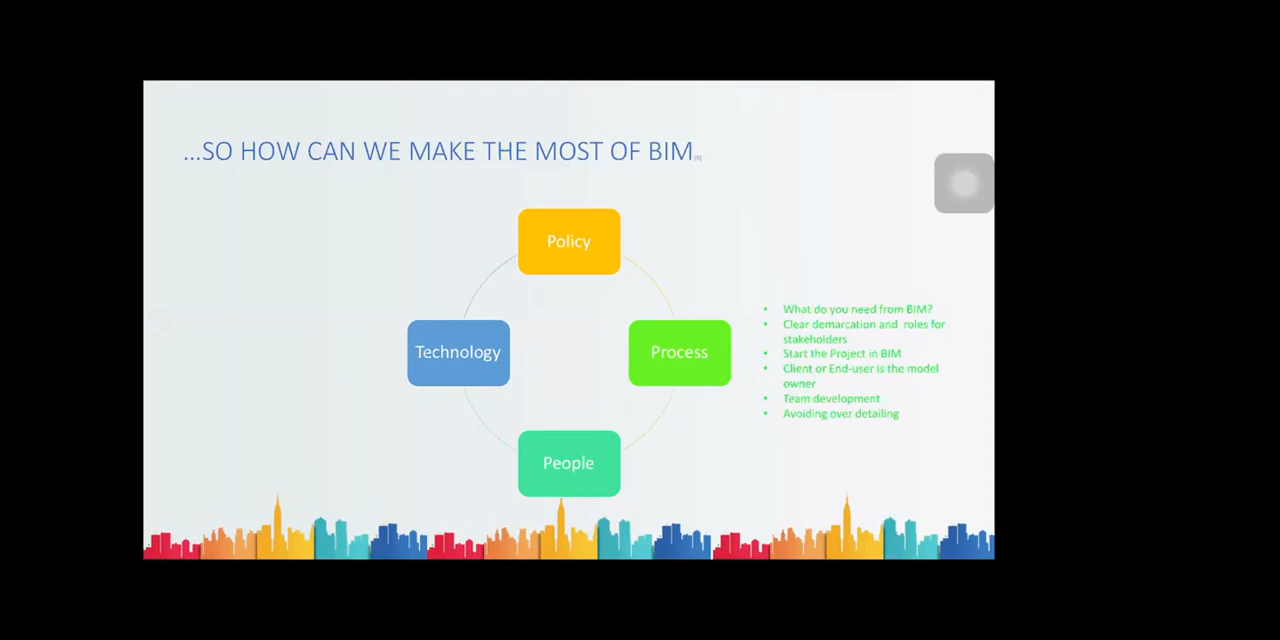 ...SO HOW CAN WE MAKE THE MOST OF BIM(1)
Policy
Technology
Process
People
• What do you need from BIM?
• Clear demarcation and roles for
stakeholders
• Start the Project in BIM
• Client or End-user is the model
owner
• Team development
• Avoiding over detailing